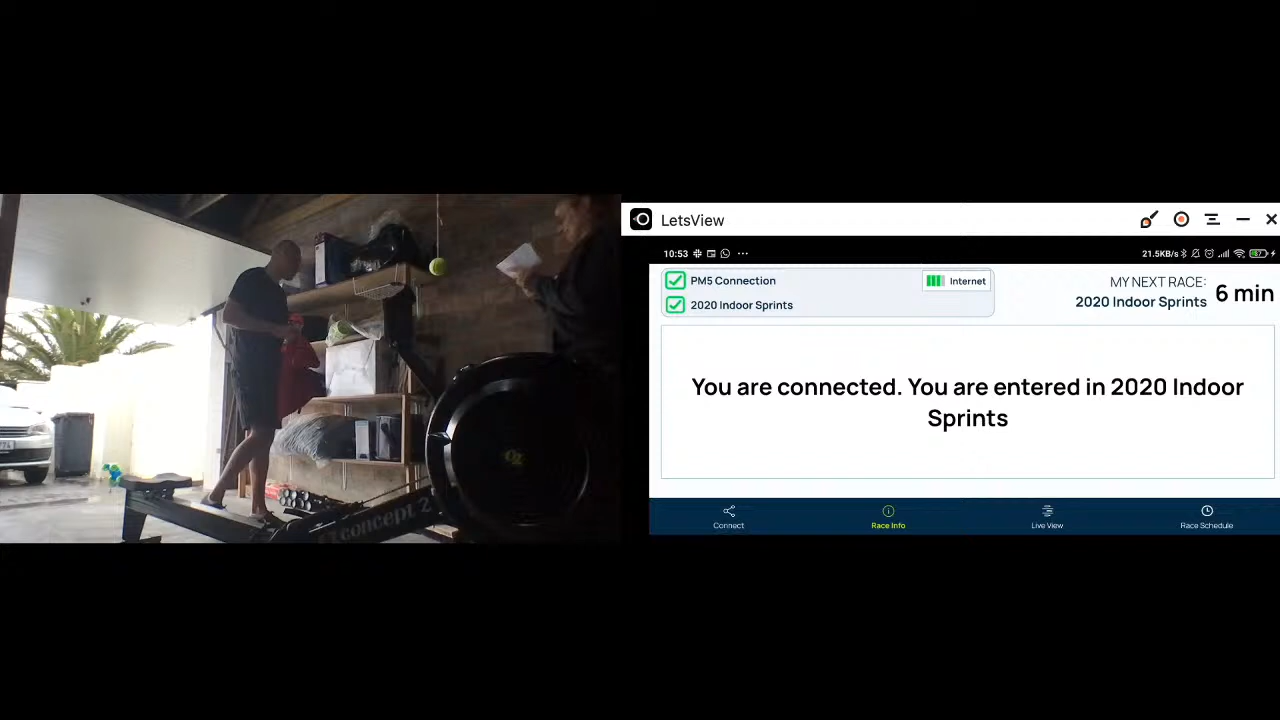 concept 2
LetsView
10:53
21.5KB/s
PM5 Connection
Internet
2020 Indoor Sprints
MY NEXT RACE:
2020 Indoor Sprints
6 min
You are connected. You are entered in 2020 Indoor
Sprints
Connect
Race Info
Live View
Race Schedule